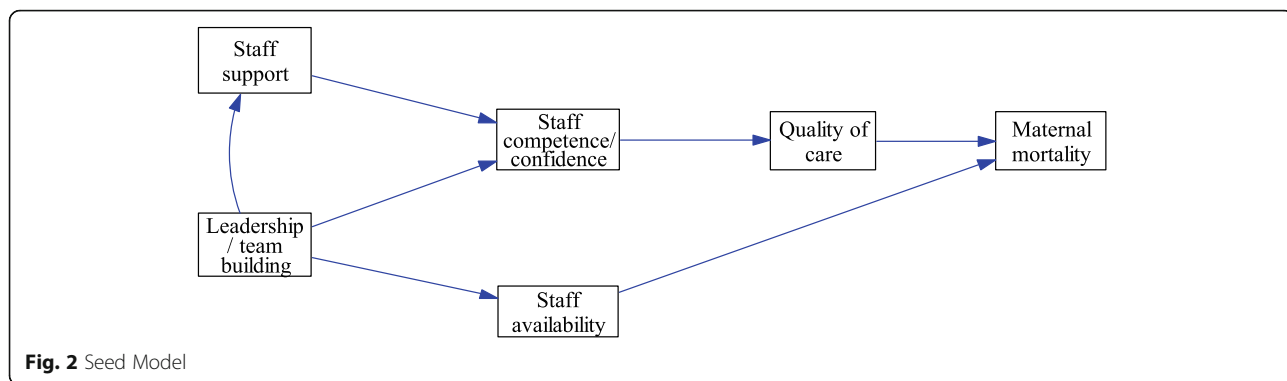 Staff
support
Staff
competence/
confidence
Quality of
care
Maternal
mortality
Leadership
/ team
building
Staff
availability
Fig. 2 Seed Model